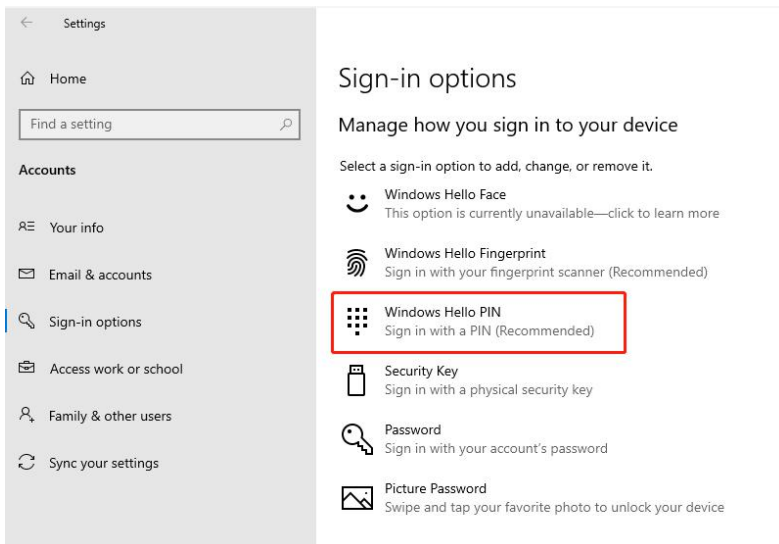 Settings
Home
Find a setting
Accounts
Your info
Email & accounts
Sign-in options
Access work or school
Family & other users
Sync your settings
Sign-in options
Manage how you sign in to your device
Select a sign-in option to add, change, or remove it.
Windows Hello Face
This option is currently unavailable—click to learn more
Windows Hello Fingerprint
Sign in with your fingerprint scanner (Recommended)
Windows Hello PIN
Sign in with a PIN (Recommended)
Security Key
Sign in with a physical security key
Password
Sign in with your account's password
Picture Password
Swipe and tap your favorite photo to unlock your device